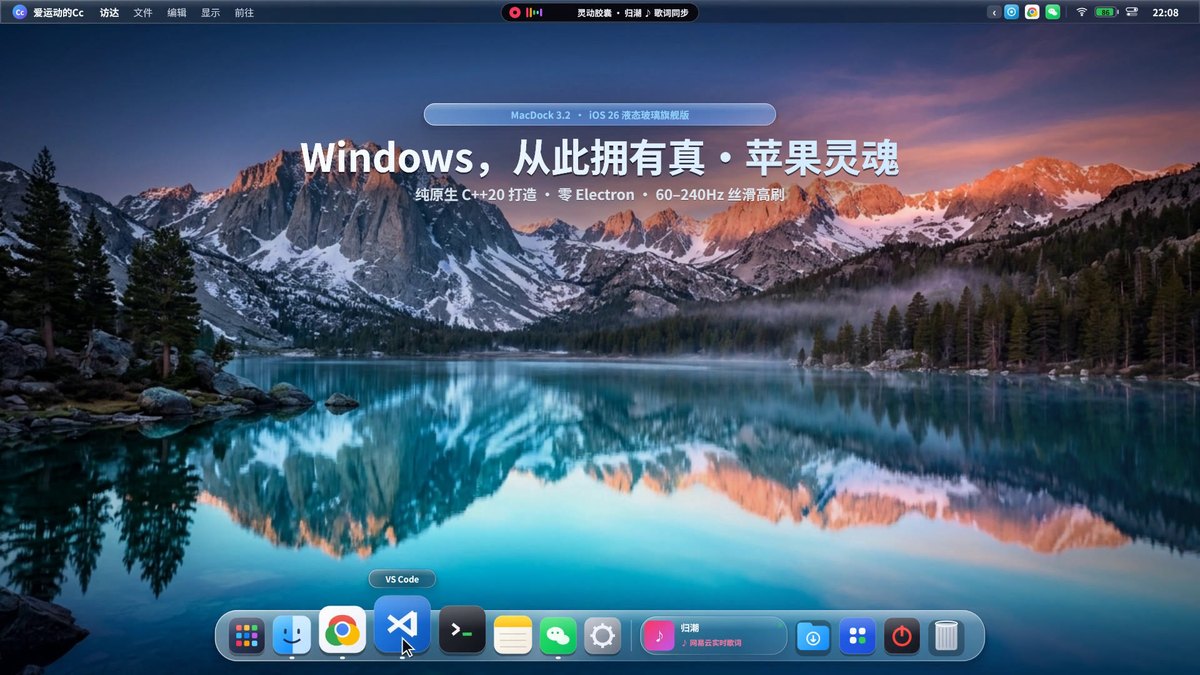 Cc 爱运动的Cc 访达 文件 编辑 显示 前往
灵动胶囊 · 归潮 ♪ 歌词同步
86 22:08
MacDock 3.2 · iOS 26 液态玻璃旗舰版
Windows，从此拥有真·苹果灵魂
纯原生 C++20 打造 · 零 Electron · 60–240Hz 丝滑高刷
VS Code
归潮
♪ 网易云实时歌词